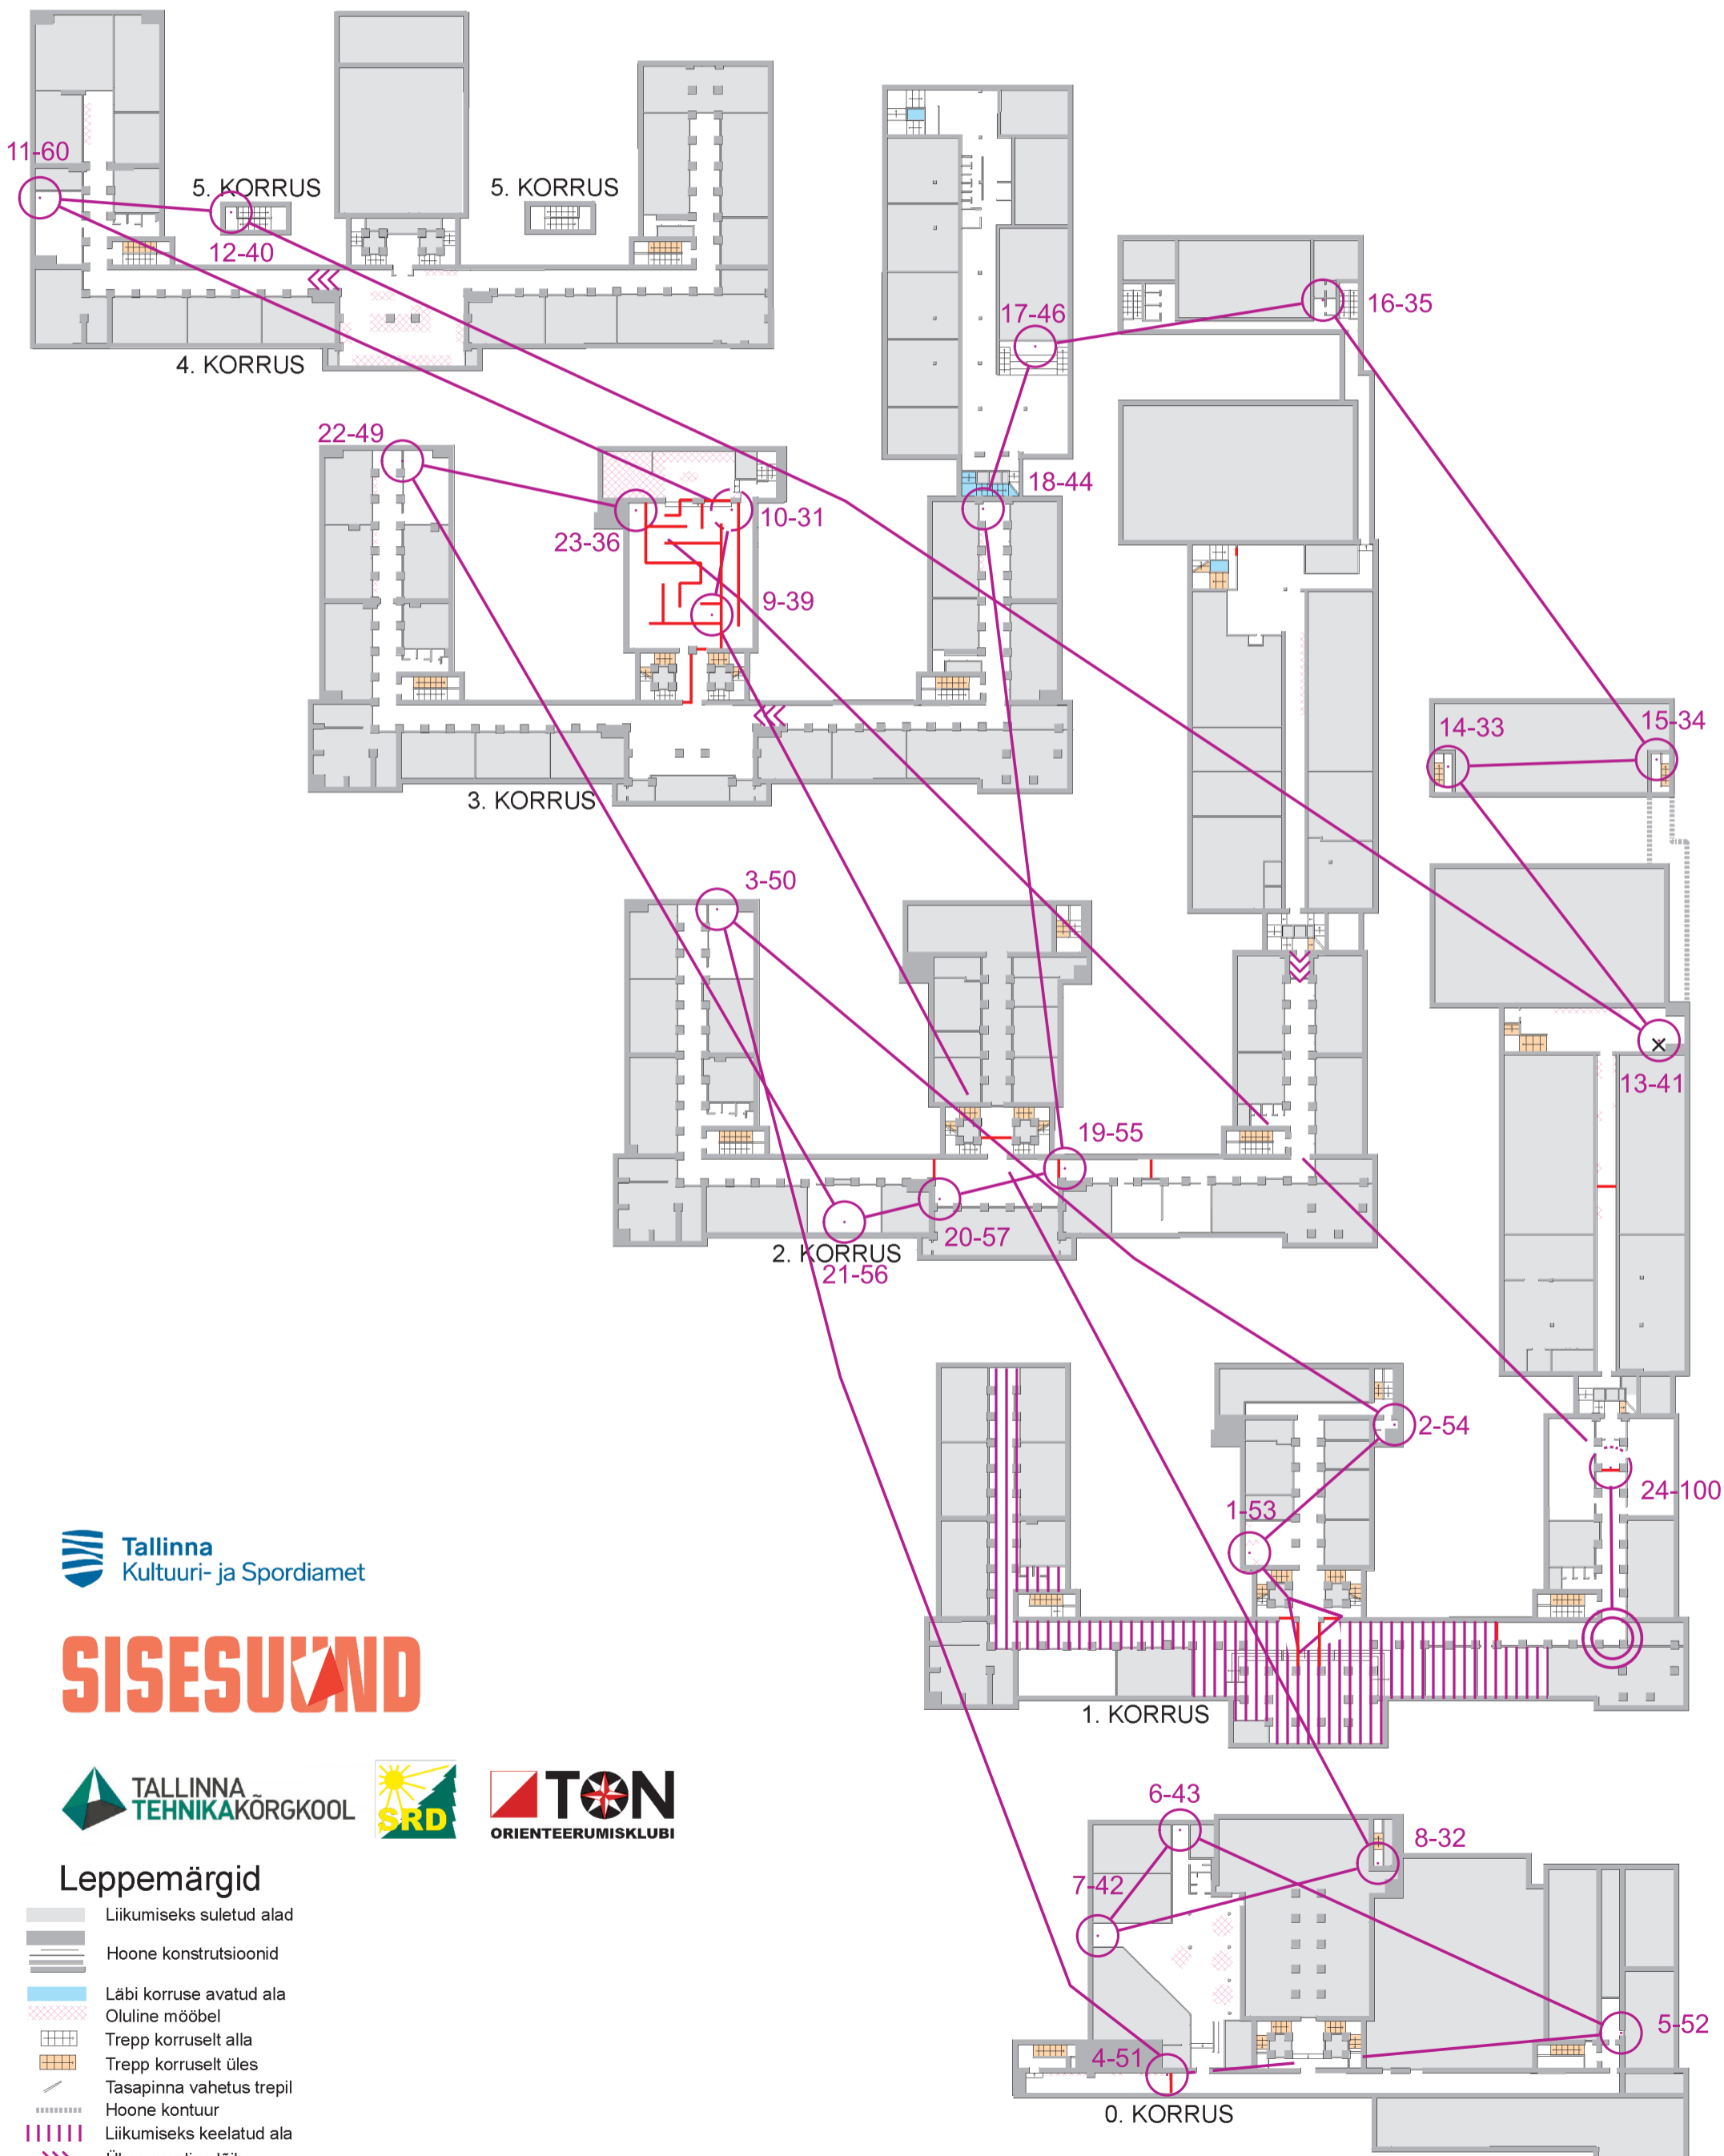 11-60
5. KORRUS
5. KORRUS
12-40
17-46
16-35
4. KORRUS
22-49
18-44
10-31
23-36
9-39
14-33
15-34
3. KORRUS
3-50
13-41
19-55
20-57
2. KORRUS
21-56
2-54
24-100
1-53
Tallinna
Kultuuri- ja Spordiamet
SISESUUND
1. KORRUS
TALLINNA
TEHNIKAKÕRGKOOL
SRD
TON
ORIENTEERUMISKLUBI
6-43
8-32
7-42
Leppemärgid
Liikumiseks suletud alad
Hoone konstrutsioonid
Läbi korruse avatud ala
Oluline mööbel
Trepp korruselt alla
5-52
Trepp korruselt üles
4-51
Tasapinna vahetus trepil
Hoone kontuur
0. KORRUS
Liikumiseks keelatud ala